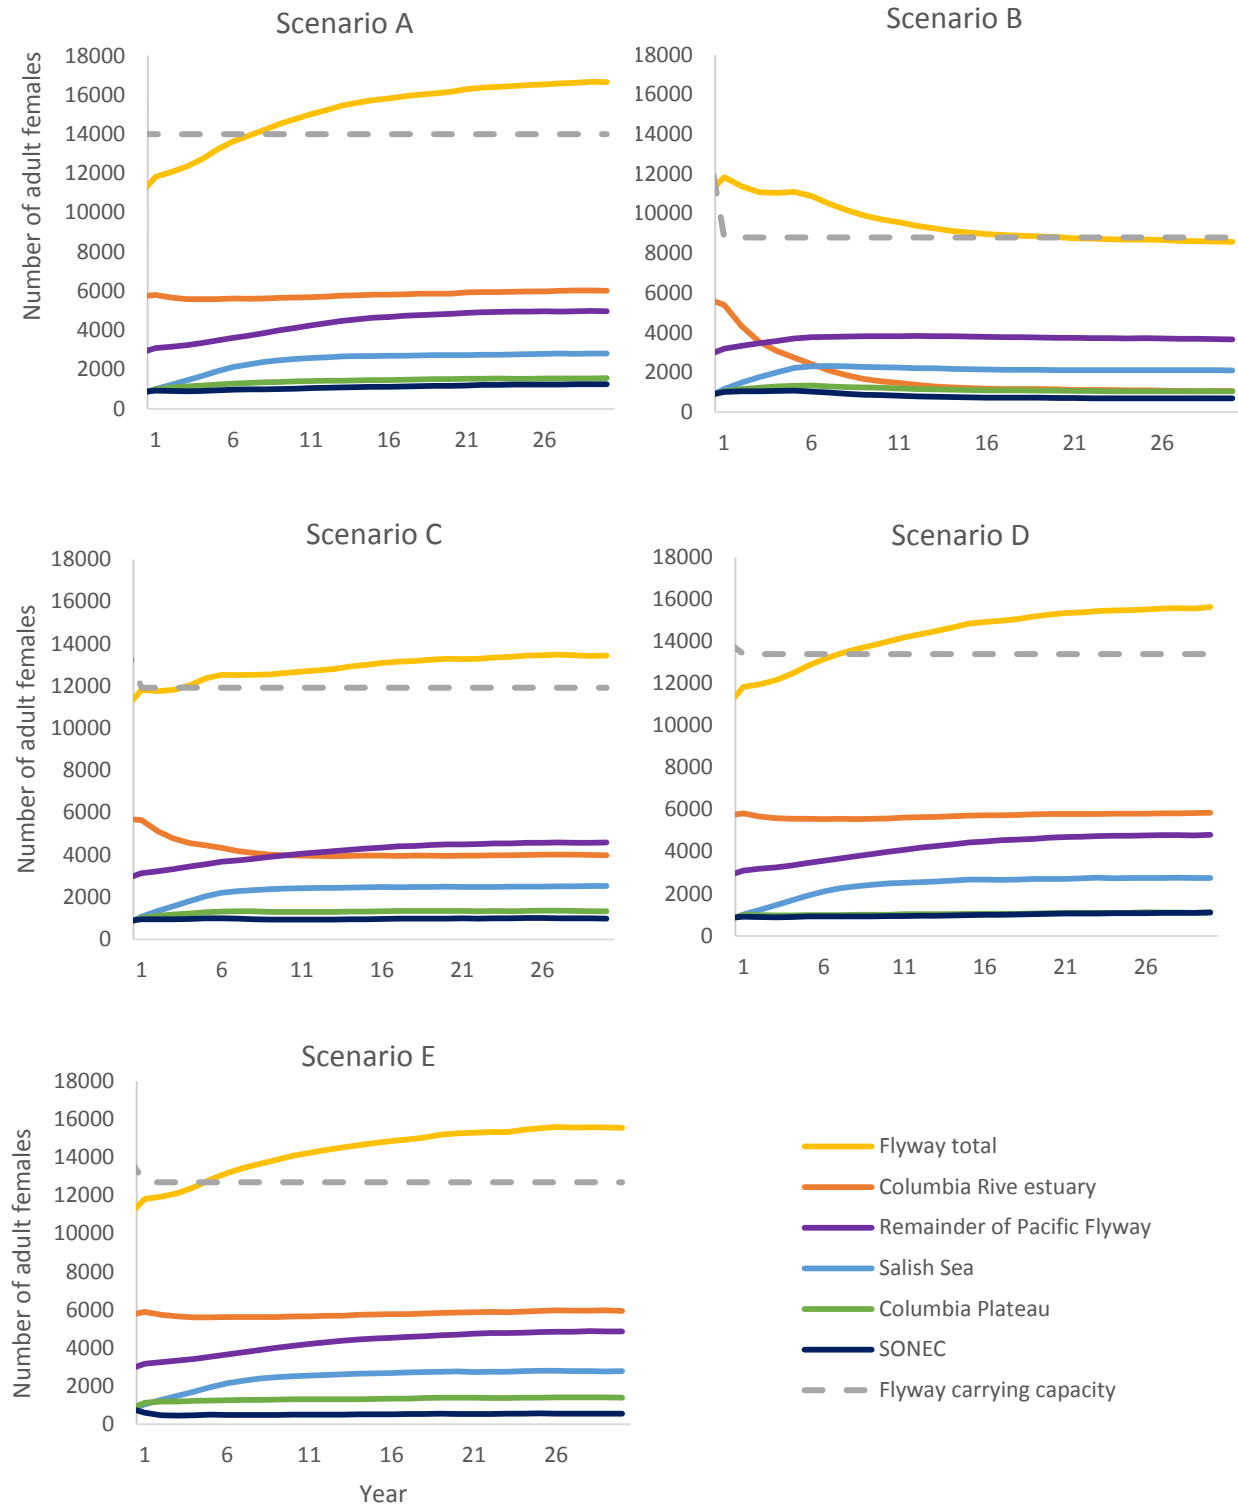 Scenario A
Number of adult females
18000
16000
14000
12000
10000
8000
6000
4000
2000
0
1 6 11 16 21 26
Scenario B
18000
16000
14000
12000
10000
8000
6000
4000
2000
0
1 6 11 16 21 26
Scenario C
Number of adult females
18000
16000
14000
12000
10000
8000
6000
4000
2000
0
1 6 11 16 21 26
Scenario D
18000
16000
14000
12000
10000
8000
6000
4000
2000
0
1 6 11 16 21 26
Scenario E
Number of adult females
18000
16000
14000
12000
10000
8000
6000
4000
2000
0
1 6 11 16 21 26
Year
Flyway total
Columbia Rive estuary
Remainder of Pacific Flyway
Salish Sea
Columbia Plateau
SONEC
Flyway carrying capacity